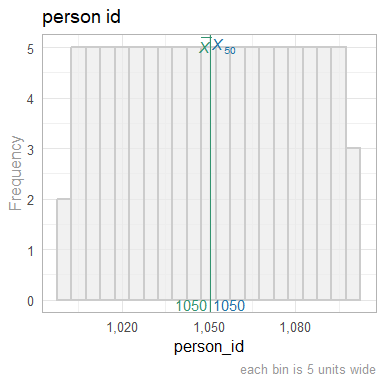 person id
X̅ X₅₀
5
4
3
2
1
0
Frequency
1050 1050
1,020 1,050 1,080
person_id
each bin is 5 units wide